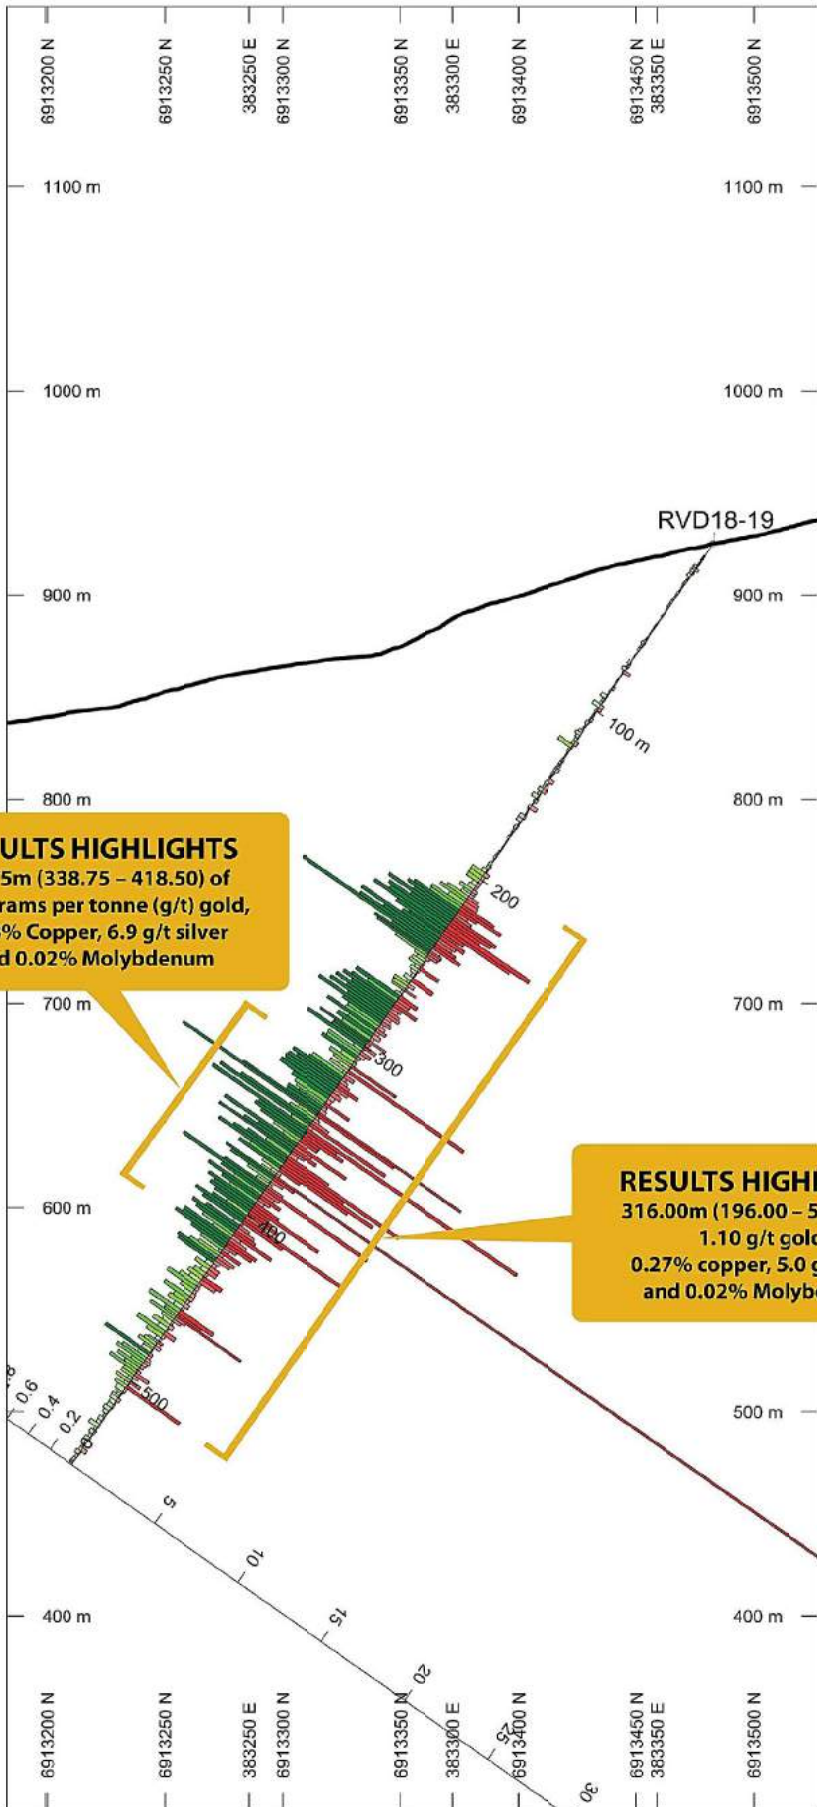 6913200 N
6913250 N
383250 E
6913300 N
6913350 N
383300 E
6913400 N
6913450 N
383350 E
6913500 N
1100 m
1100 m
1000 m
1000 m
RVD18-19
900 m
900 m
100 m
800 m
800 m
ULTS HIGHLIGHTS
5m (338.75 – 418.50) of
rams per tonne (g/t) gold,
% Copper, 6.9 g/t silver
d 0.02% Molybdenum
200
700 m
700 m
300
600 m
600 m
400
RESULTS HIGHI
316.00m (196.00 – 5
1.10 g/t gold
0.27% copper, 5.0 g
and 0.02% Molyb
500
500 m
500 m
0.6
0.4
0.2
0
5
10
15
20
25
30
400 m
400 m
6913200 N
6913250 N
383250 E
6913300 N
6913350 N
383300 E
6913400 N
6913450 N
383350 E
6913500 N